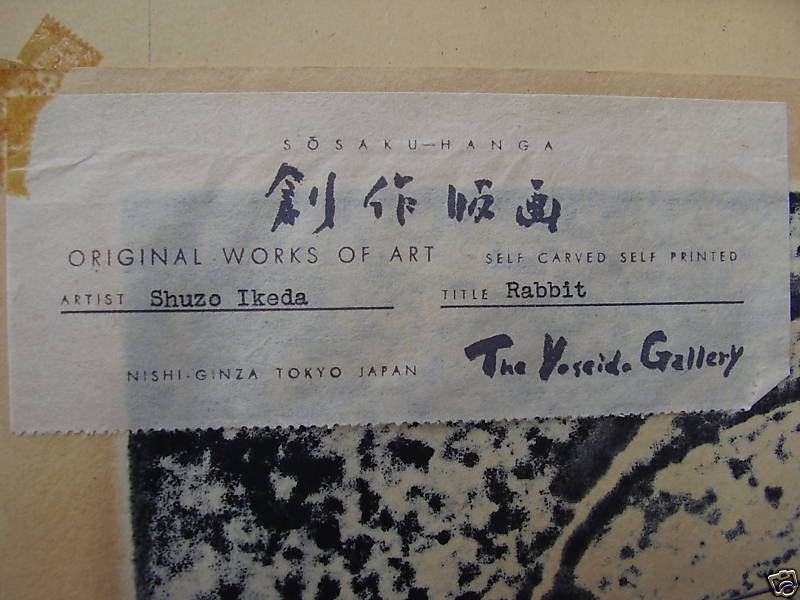 SŌSAKU-HANGA
創作版画
ORIGINAL WORKS OF ART SELF CARVED SELF PRINTED
ARTIST Shuzo Ikeda TITLE Rabbit
NISHI-GINZA TOKYO JAPAN The Yoseido Gallery